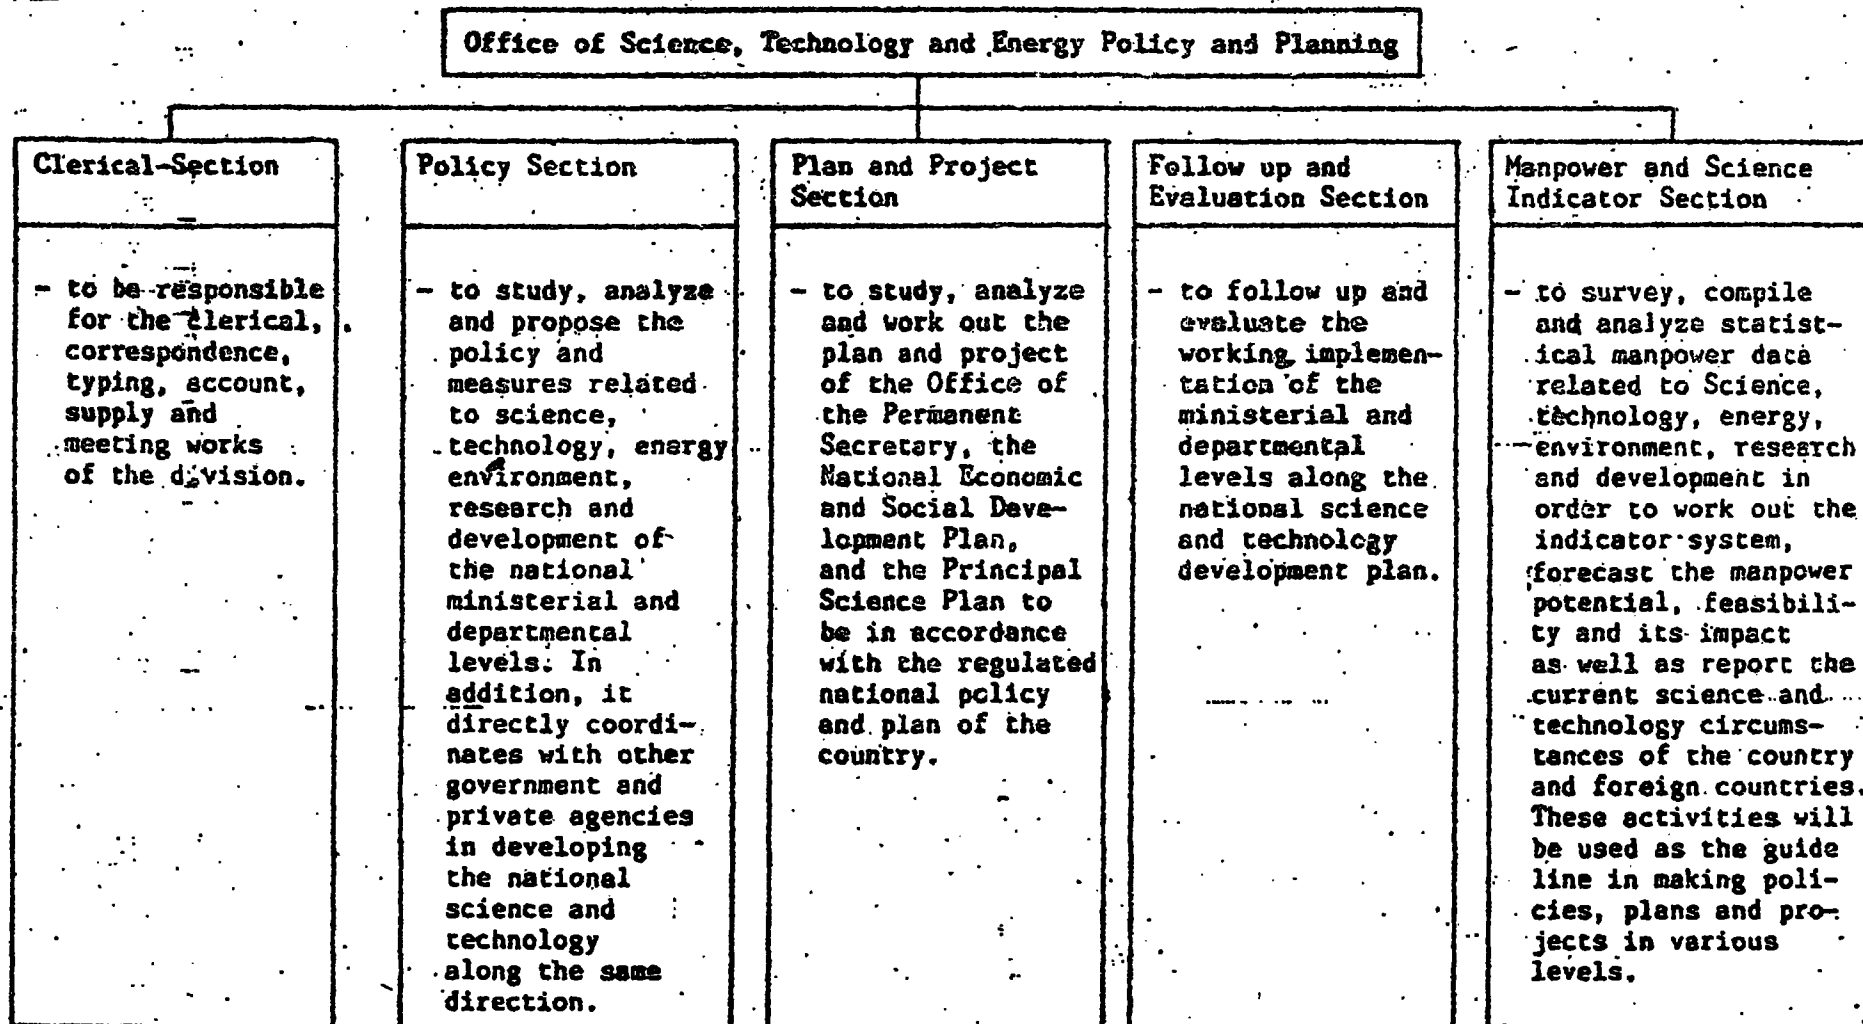 Office of Science, Technology and Energy Policy and Planning
Clerical Section
- to be responsible
for the clerical,
correspondence,
typing, account,
supply and
meeting works
of the division.
Policy Section
- to study, analyze
and propose the
policy and
measures related
to science,
technology, energy
environment,
research and
development of
the national
ministerial and
departmental
levels. In
addition, it
directly coordi-
nates with other
government and
private agencies
in developing
the national
science and
technology
along the same
direction.
Plan and Project
Section
- to study, analyze
and work out the
plan and project
of the Office of
the Permanent
Secretary, the
National Economic
and Social Deve-
lopment Plan,
and the Principal
Science Plan to
be in accordance
with the regulated
national policy
and plan of the
country.
Follow up and
Evaluation Section
- to follow up and
evaluate the
working implemen-
tation of the
ministerial and
departmental
levels along the
national science
and technology
development plan.
Manpower and Science
Indicator Section
- to survey, compile
and analyze statist-
ical manpower data
related to Science,
technology, energy,
environment, research
and development in
order to work out the
indicator system,
forecast the manpower
potential, feasibili-
ty and its impact
as well as report the
current science and
technology circums-
tances of the country
and foreign countries.
These activities will
be used as the guide
line in making poli-
cies, plans and pro-
jects in various
levels.